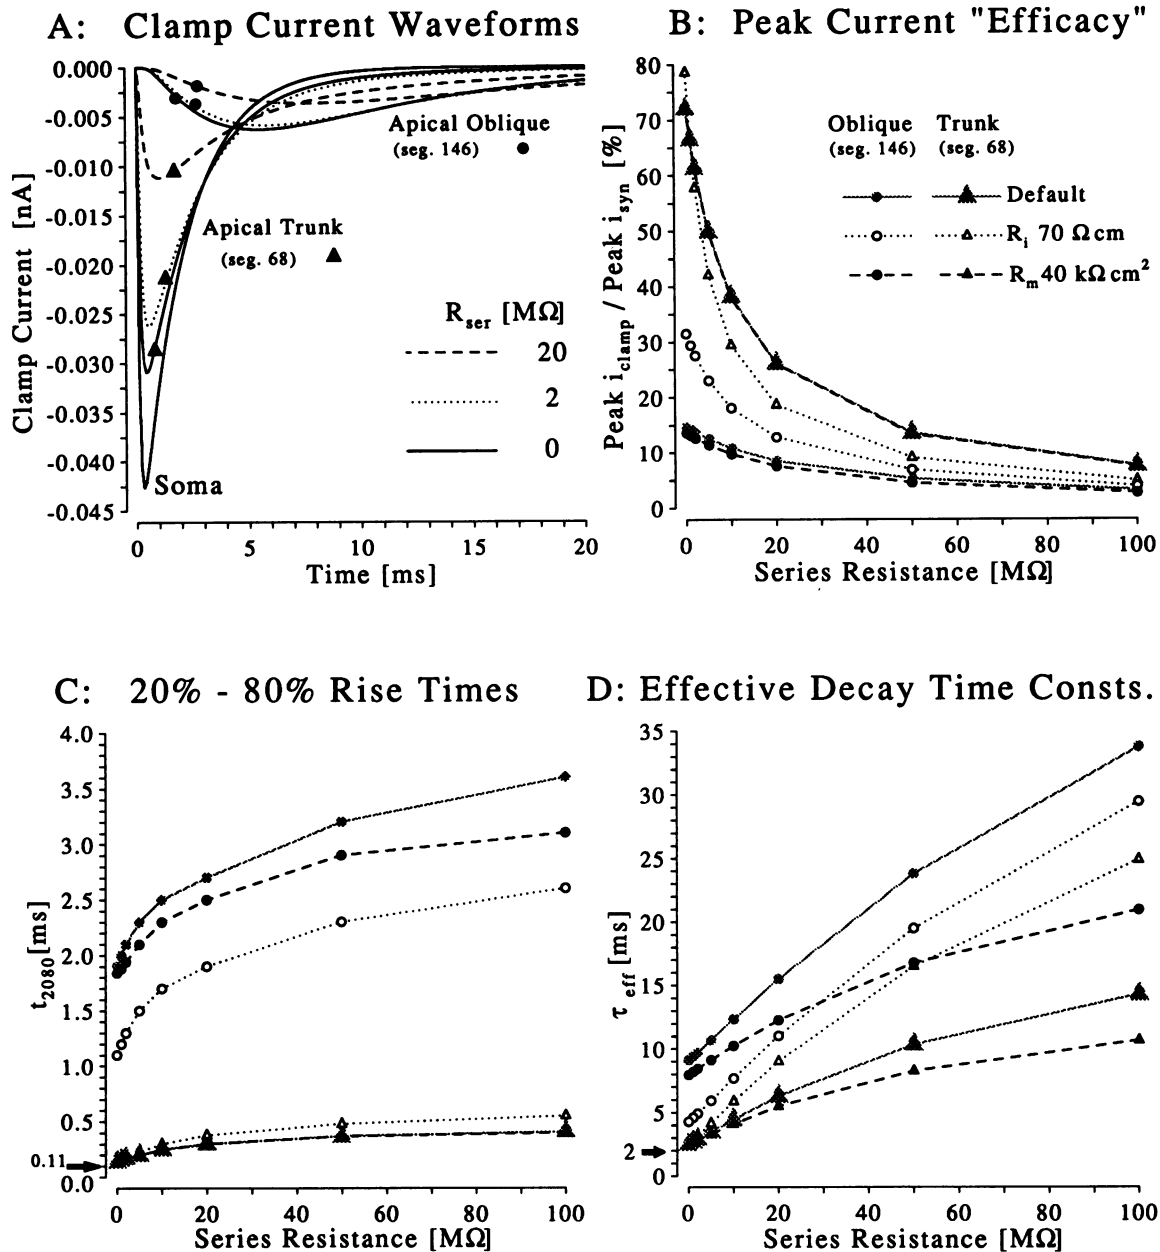 A: Clamp Current Waveforms
0.000
-0.005
-0.010
-0.015
-0.020
-0.025
-0.030
-0.035
-0.040
-0.045
Clamp Current [nA]
Apical Oblique
(seg. 146)
Apical Trunk
(seg. 68)
R_ser [MΩ]
20
2
0
Soma
0 5 10 15 20
Time [ms]
B: Peak Current "Efficacy"
80
70
60
50
40
30
20
10
0
Peak i_clamp / Peak i_syn [%]
Oblique Trunk
(seg. 146) (seg. 68)
Default
R_i 70 Ωcm
R_m 40 kΩcm²
0 20 40 60 80 100
Series Resistance [MΩ]
C: 20% - 80% Rise Times
4.0
3.5
3.0
2.5
2.0
1.5
1.0
0.5
0.11
0.0
t_2080 [ms]
0 20 40 60 80 100
Series Resistance [MΩ]
D: Effective Decay Time Consts.
35
30
25
20
15
10
5
2
0
τ_eff [ms]
0 20 40 60 80 100
Series Resistance [MΩ]